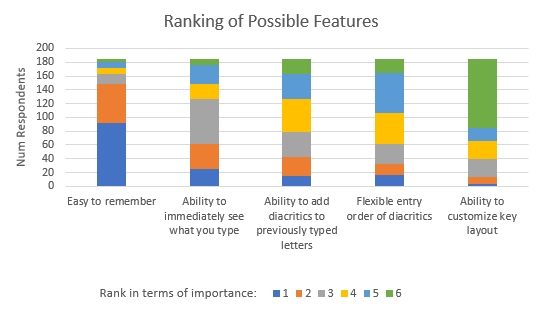 Ranking of Possible Features
Num Respondents
200
180
160
140
120
100
80
60
40
20
0
Easy to remember
Ability to
immediately see
what you type
Ability to add
diacritics to
previously typed
letters
Flexible entry
order of diacritics
Ability to
customize key
layout
Rank in terms of importance: 1 2 3 4 5 6